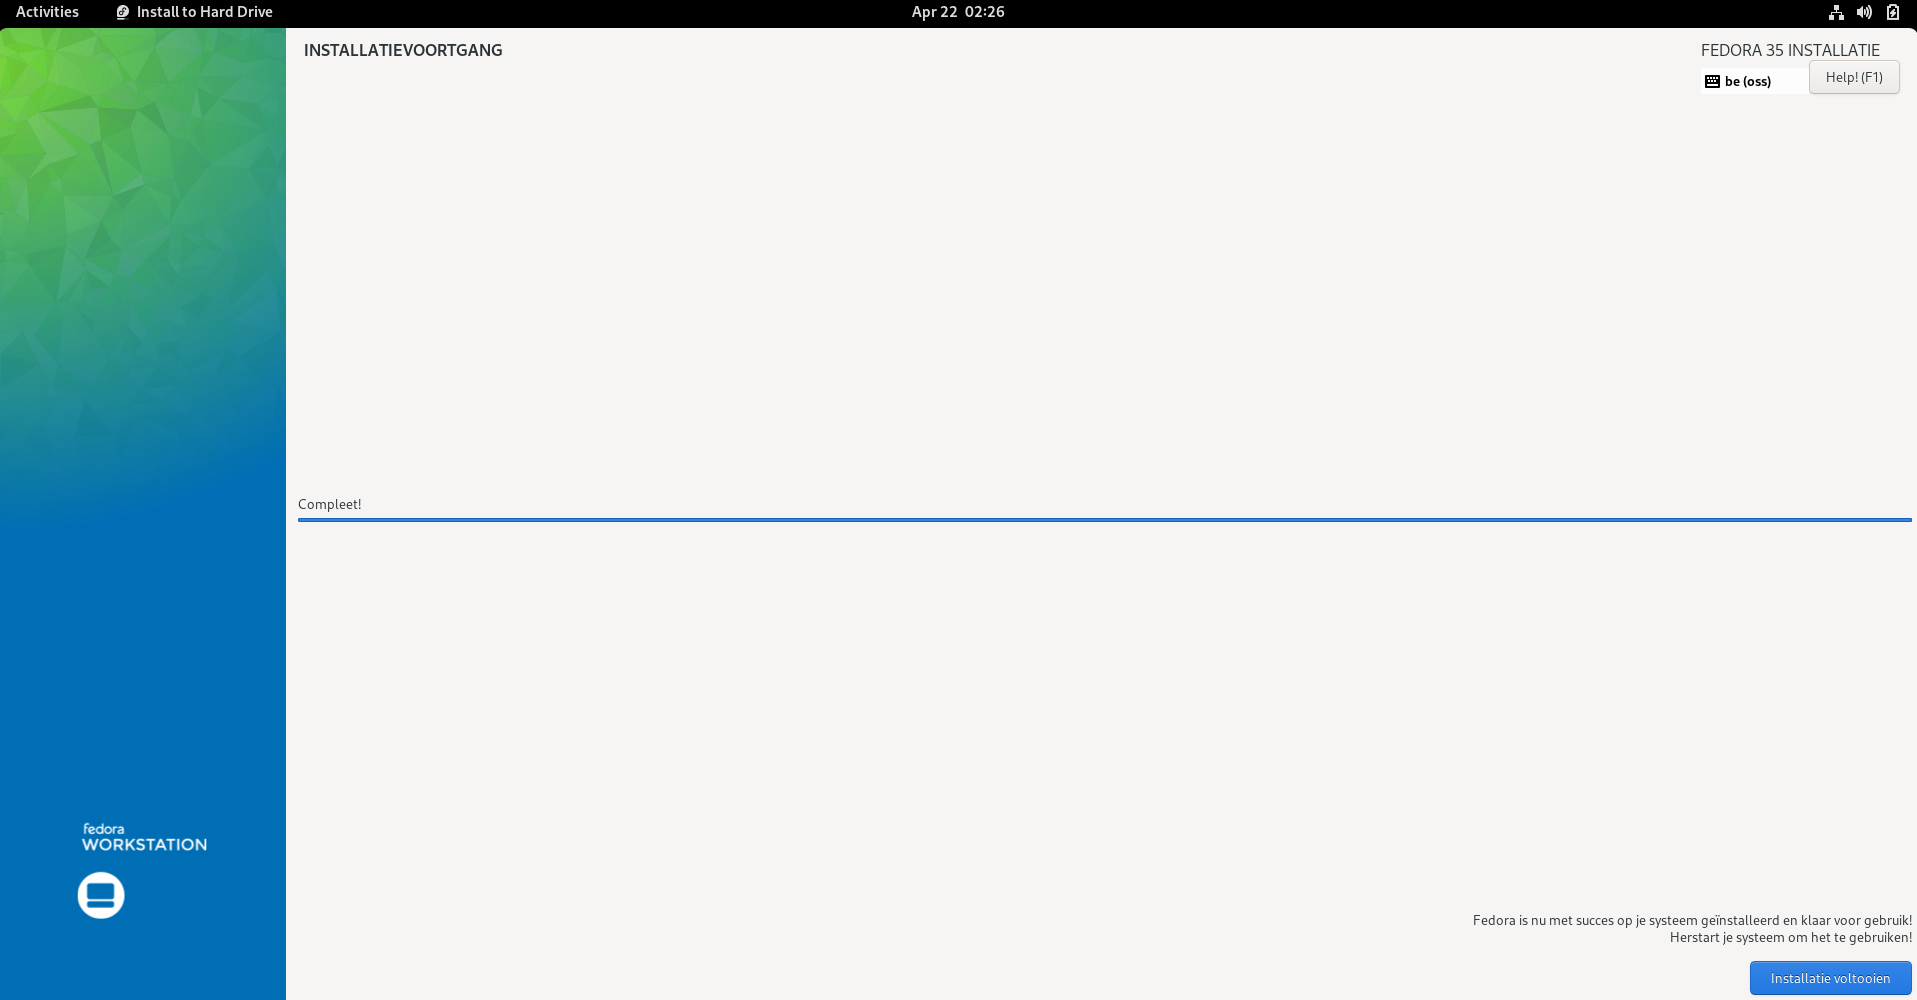 Activities
Install to Hard Drive
Apr 22 02:26
INSTALLATIEVOORTGANG
FEDORA 35 INSTALLATIE
be (oss)
Help! (F1)
Compleet!
fedora
WORKSTATION
Fedora is nu met succes op je systeem geïnstalleerd en klaar voor gebruik!
Herstart je systeem om het te gebruiken!
Installatie voltooien